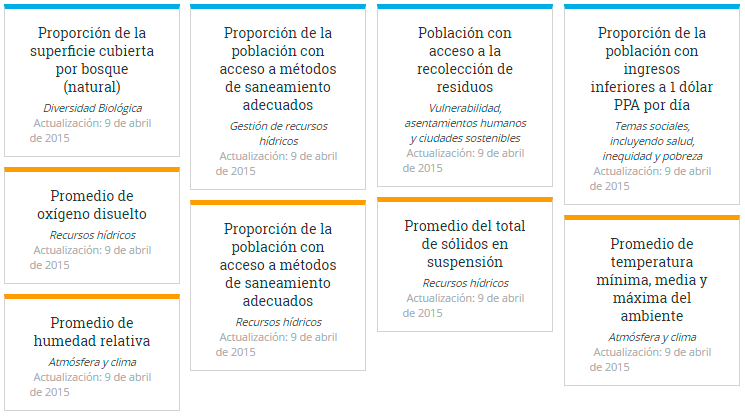 Proporción de la
superficie cubierta
por bosque
(natural)
Diversidad Biológica
Actualización: 9 de abril
de 2015
Promedio de
oxígeno disuelto
Recursos hídricos
Actualización: 9 de abril
de 2015
Promedio de
humedad relativa
Atmósfera y clima
Actualización: 9 de abril
de 2015
Proporción de la
población con
acceso a métodos
de saneamiento
adecuados
Gestión de recursos
hídricos
Actualización: 9 de abril
de 2015
Proporción de la
población con
acceso a métodos
de saneamiento
adecuados
Recursos hídricos
Actualización: 9 de abril
de 2015
Población con
acceso a la
recolección de
residuos
Vulnerabilidad,
asentamientos humanos
y ciudades sostenibles
Actualización: 9 de abril
de 2015
Promedio del total
de sólidos en
suspensión
Recursos hídricos
Actualización: 9 de abril
de 2015
Proporción de la
población con
ingresos
inferiores a 1 dólar
PPA por día
Temas sociales,
incluyendo salud,
inequidad y pobreza
Actualización: 9 de abril
de 2015
Promedio de
temperatura
mínima, media y
máxima del
ambiente
Atmósfera y clima
Actualización: 9 de abril
de 2015